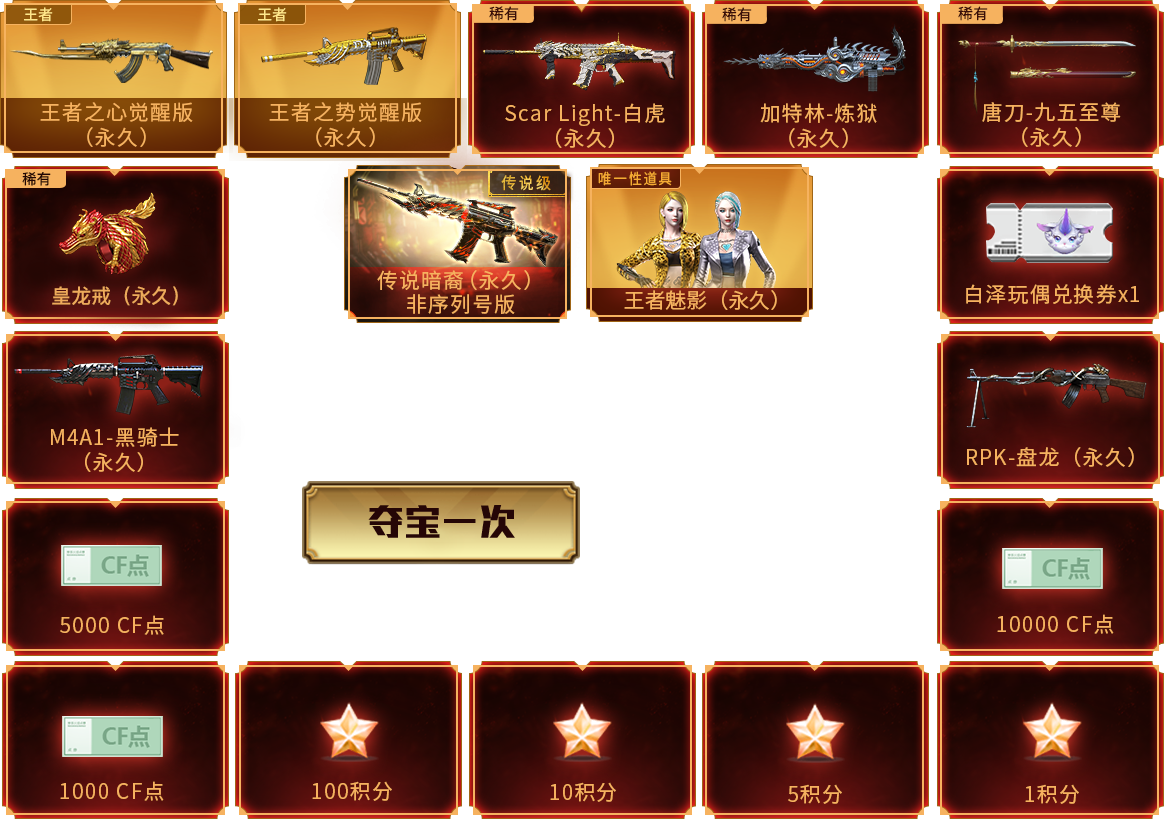 王者
王者之心觉醒版
（永久）
王者
王者之势觉醒版
（永久）
稀有
Scar Light-白虎
（永久）
稀有
加特林-炼狱
（永久）
稀有
唐刀-九五至尊
（永久）
稀有
皇龙戒（永久）
传说级
传说暗裔（永久）
非序列号版
唯一性道具
王者魅影（永久）
白泽玩偶兑换券x1
M4A1-黑骑士
（永久）
RPK-盘龙（永久）
夺宝一次
CF点
5000 CF点
CF点
10000 CF点
CF点
1000 CF点
100积分
10积分
5积分
1积分